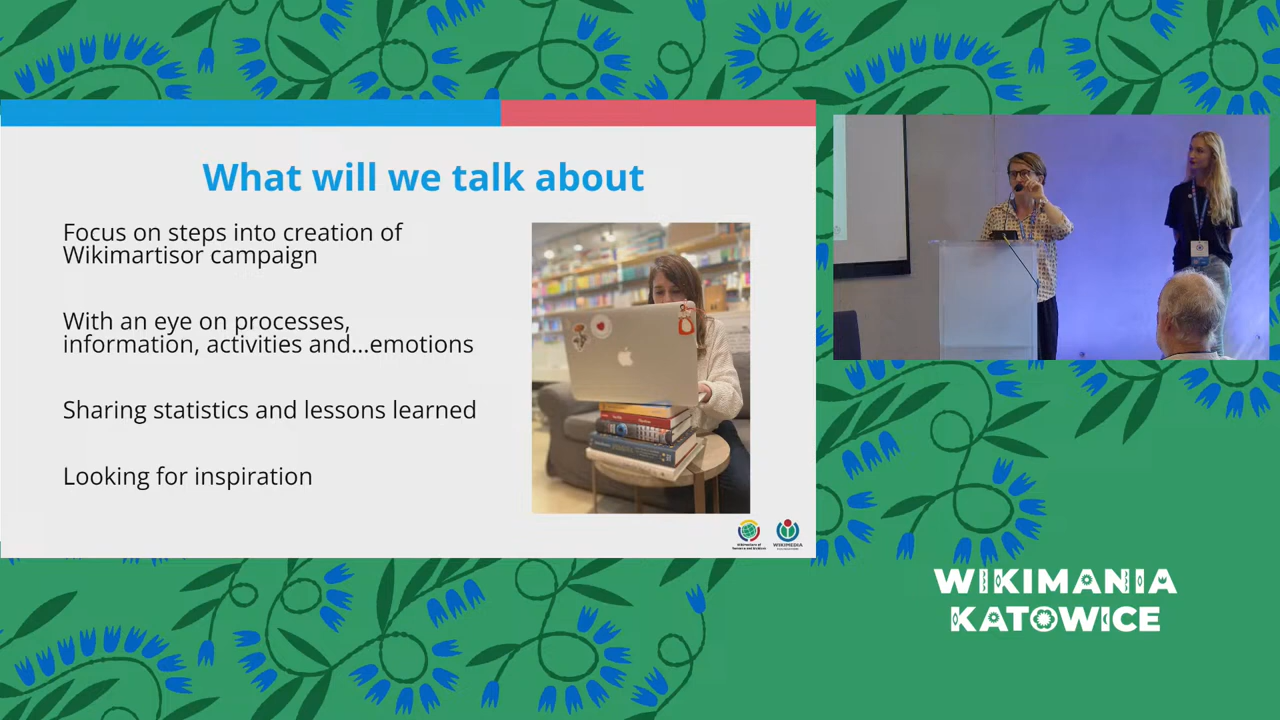 What will we talk about
Focus on steps into creation of
Wikimartisor campaign
With an eye on processes,
information, activities and...emotions
Sharing statistics and lessons learned
Looking for inspiration
WIKIMEDIA
WIKIMANIA
KATOWICE